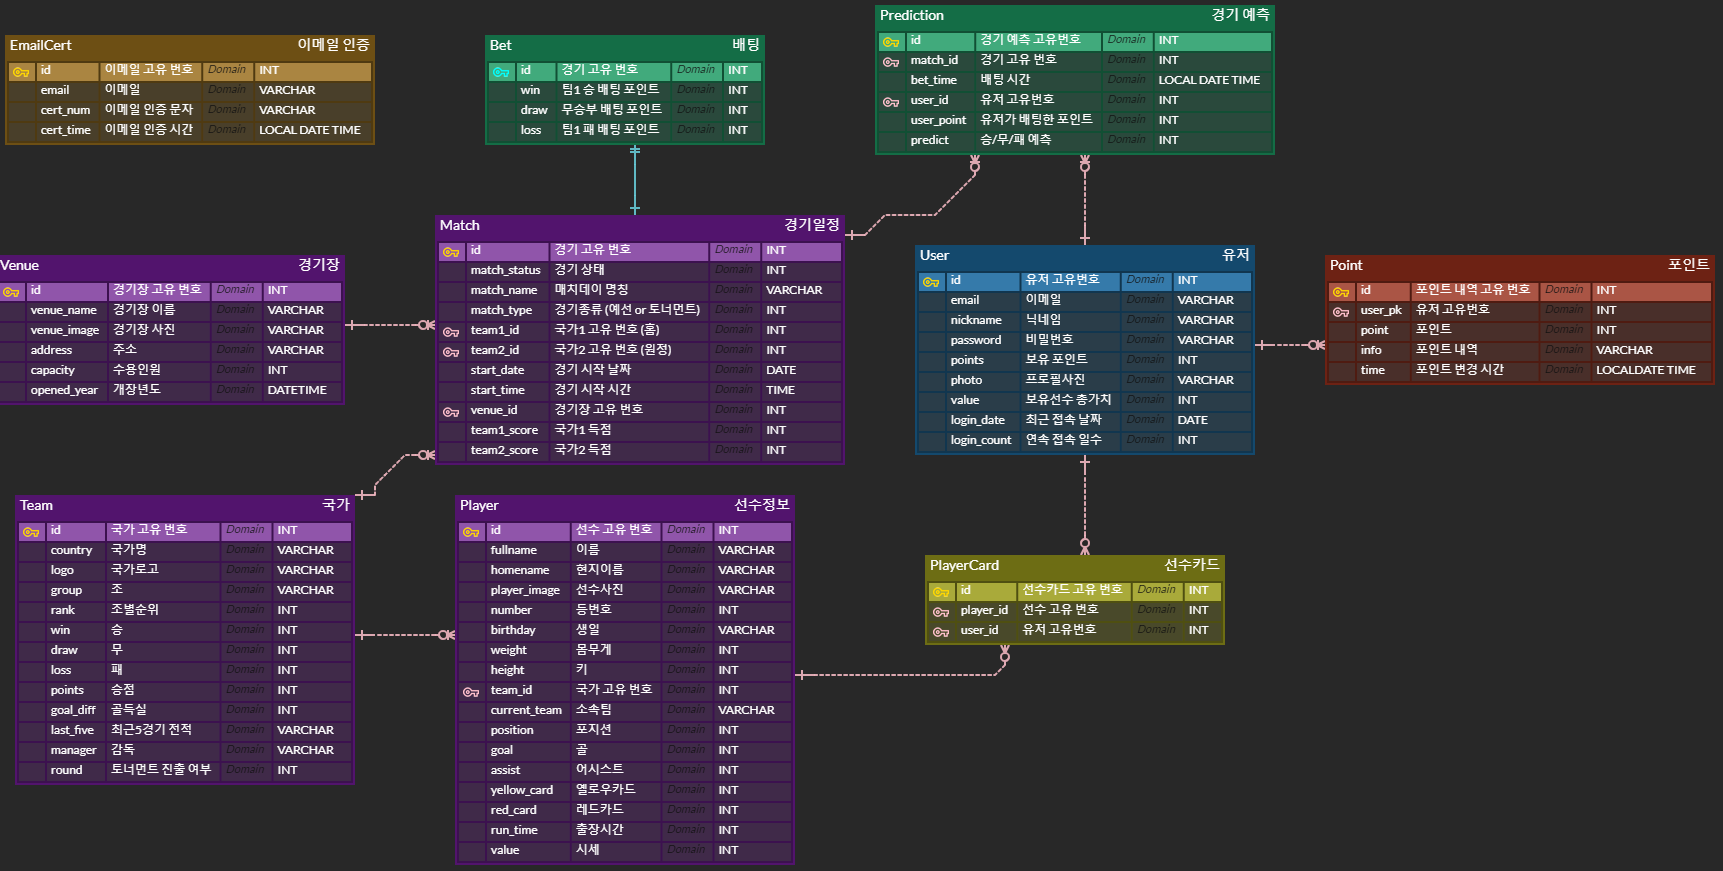 EmailCert 이메일 인증
id 이메일 고유 번호 Domain INT
email 이메일 Domain VARCHAR
cert_num 이메일 인증 문자 Domain VARCHAR
cert_time 이메일 인증 시간 Domain LOCAL DATE TIME
Bet 배팅
id 경기 고유 번호 Domain INT
win 팀1 승 배팅 포인트 Domain INT
draw 무승부 배팅 포인트 Domain INT
loss 팀1 패 배팅 포인트 Domain INT
Prediction 경기 예측
id 경기 예측 고유번호 Domain INT
match_id 경기 고유 번호 Domain INT
bet_time 배팅 시간 Domain LOCAL DATE TIME
user_id 유저 고유번호 Domain INT
user_point 유저가 배팅한 포인트 Domain INT
predict 승/무/패 예측 Domain INT
Venue 경기장
id 경기장 고유 번호 Domain INT
venue_name 경기장 이름 Domain VARCHAR
venue_image 경기장 사진 Domain VARCHAR
address 주소 Domain VARCHAR
capacity 수용인원 Domain INT
opened_year 개장년도 Domain DATETIME
Match 경기일정
id 경기 고유 번호 Domain INT
match_status 경기 상태 Domain INT
match_name 매치데이 명칭 Domain VARCHAR
match_type 경기종류 (예선 or 토너먼트) Domain INT
team1_id 국가1 고유 번호 (홈) Domain INT
team2_id 국가2 고유 번호 (원정) Domain INT
start_date 경기 시작 날짜 Domain DATE
start_time 경기 시작 시간 Domain TIME
venue_id 경기장 고유 번호 Domain INT
team1_score 국가1 득점 Domain INT
team2_score 국가2 득점 Domain INT
User 유저
id 유저 고유번호 Domain INT
email 이메일 Domain VARCHAR
nickname 닉네임 Domain VARCHAR
password 비밀번호 Domain VARCHAR
points 보유 포인트 Domain INT
photo 프로필사진 Domain VARCHAR
value 보유선수 총가치 Domain INT
login_date 최근 접속 날짜 Domain DATE
login_count 연속 접속 일수 Domain INT
Point 포인트
id 포인트 내역 고유 번호 Domain INT
user_pk 유저 고유번호 Domain INT
point 포인트 Domain INT
info 포인트 내역 Domain VARCHAR
time 포인트 변경 시간 Domain LOCALDATE TIME
Team 국가
id 국가 고유 번호 Domain INT
country 국가명 Domain VARCHAR
logo 국가로고 Domain VARCHAR
group 조 Domain VARCHAR
rank 조별순위 Domain INT
win 승 Domain INT
draw 무 Domain INT
loss 패 Domain INT
points 승점 Domain INT
goal_diff 골득실 Domain INT
last_five 최근5경기 전적 Domain VARCHAR
manager 감독 Domain VARCHAR
round 토너먼트 진출 여부 Domain INT
Player 선수정보
id 선수 고유 번호 Domain INT
fullname 이름 Domain VARCHAR
homename 현지이름 Domain VARCHAR
player_image 선수사진 Domain VARCHAR
number 등번호 Domain INT
birthday 생일 Domain VARCHAR
weight 몸무게 Domain INT
height 키 Domain INT
team_id 국가 고유 번호 Domain INT
current_team 소속팀 Domain VARCHAR
position 포지션 Domain INT
goal 골 Domain INT
assist 어시스트 Domain INT
yellow_card 옐로우카드 Domain INT
red_card 레드카드 Domain INT
run_time 출장시간 Domain INT
value 시세 Domain INT
PlayerCard 선수카드
id 선수카드 고유 번호 Domain INT
player_id 선수 고유 번호 Domain INT
user_id 유저 고유번호 Domain INT